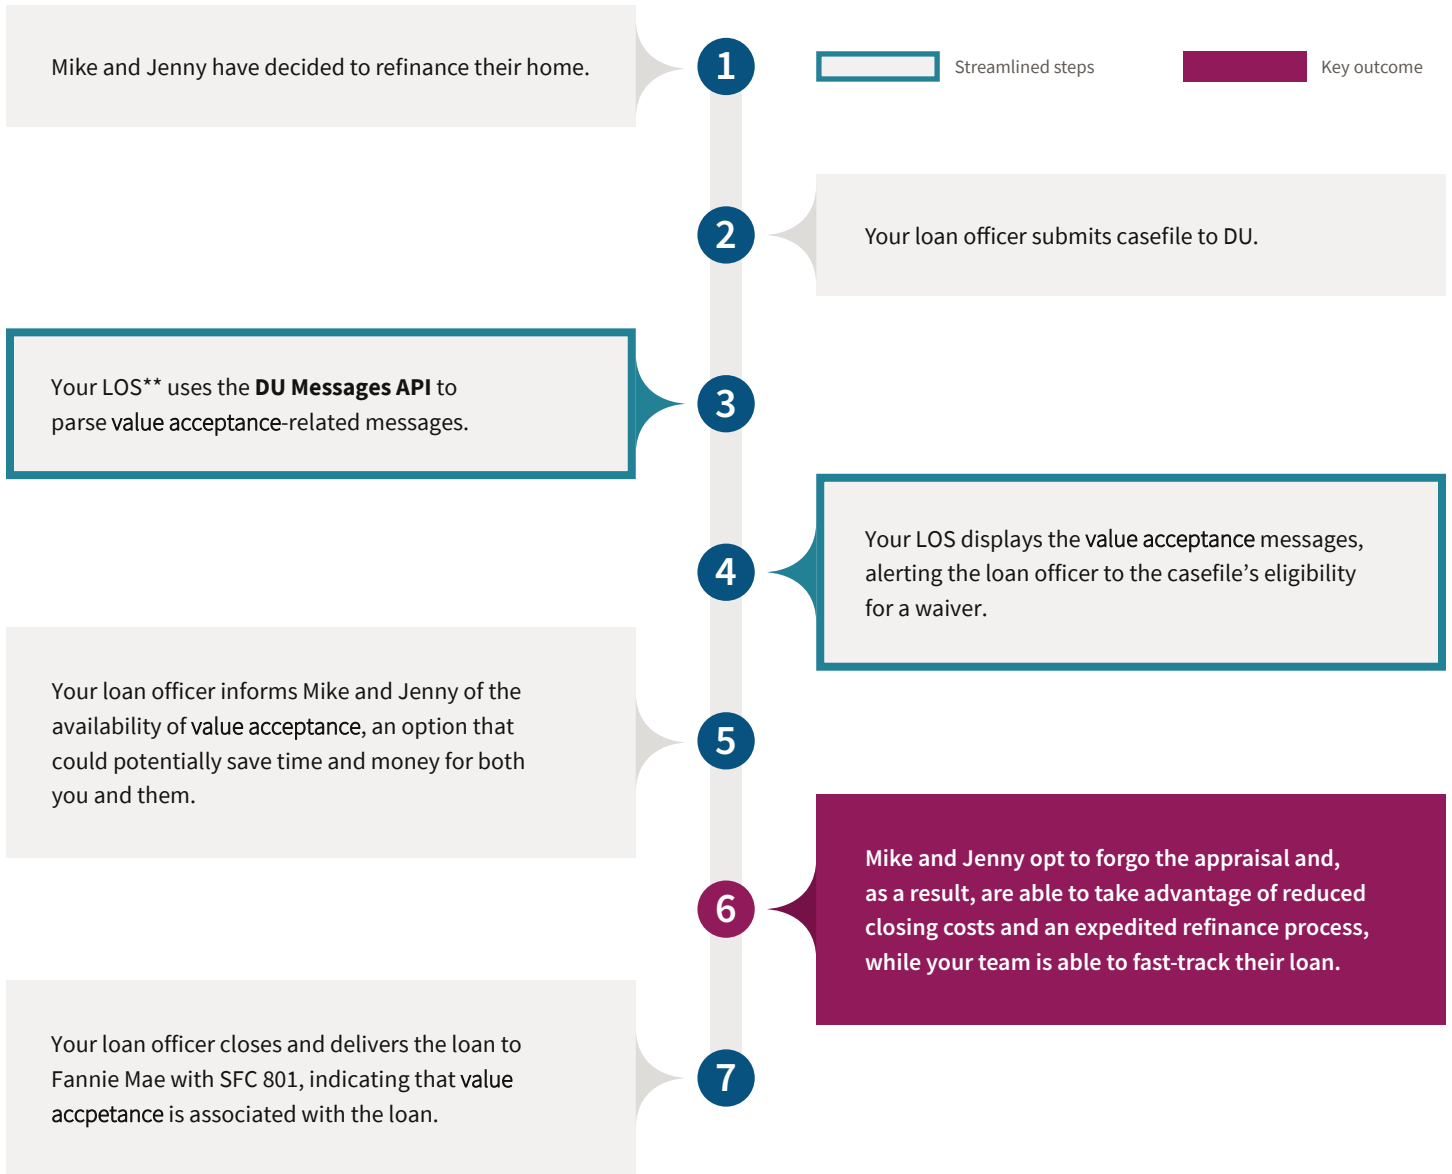 Mike and Jenny have decided to refinance their home.
1
Streamlined steps
Key outcome
2
Your loan officer submits casefile to DU.
Your LOS** uses the DU Messages API to
parse value acceptance-related messages.
3
4
Your LOS displays the value acceptance messages,
alerting the loan officer to the casefile’s eligibility
for a waiver.
Your loan officer informs Mike and Jenny of the
availability of value acceptance, an option that
could potentially save time and money for both
you and them.
5
6
Mike and Jenny opt to forgo the appraisal and,
as a result, are able to take advantage of reduced
closing costs and an expedited refinance process,
while your team is able to fast-track their loan.
Your loan officer closes and delivers the loan to
Fannie Mae with SFC 801, indicating that value
accpetance is associated with the loan.
7